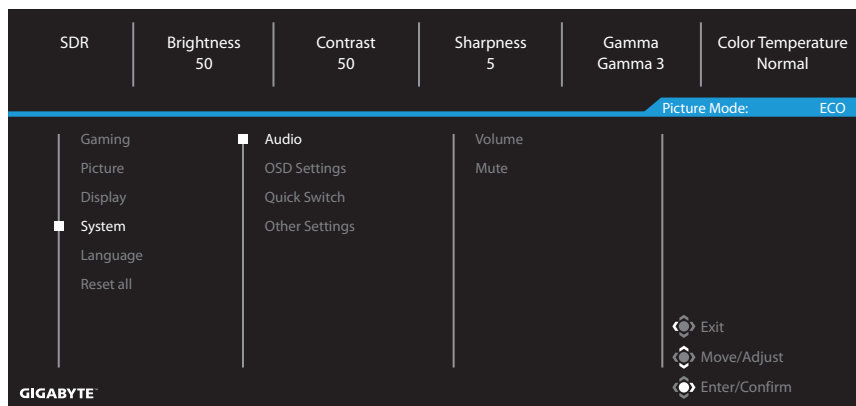 SDR
Brightness
50
Contrast
50
Sharpness
5
Gamma
Gamma 3
Color Temperature
Normal
Picture Mode: ECO
Gaming
Picture
Display
System
Language
Reset all
Audio
OSD Settings
Quick Switch
Other Settings
Volume
Mute
Exit
Move/Adjust
Enter/Confirm
GIGABYTE™